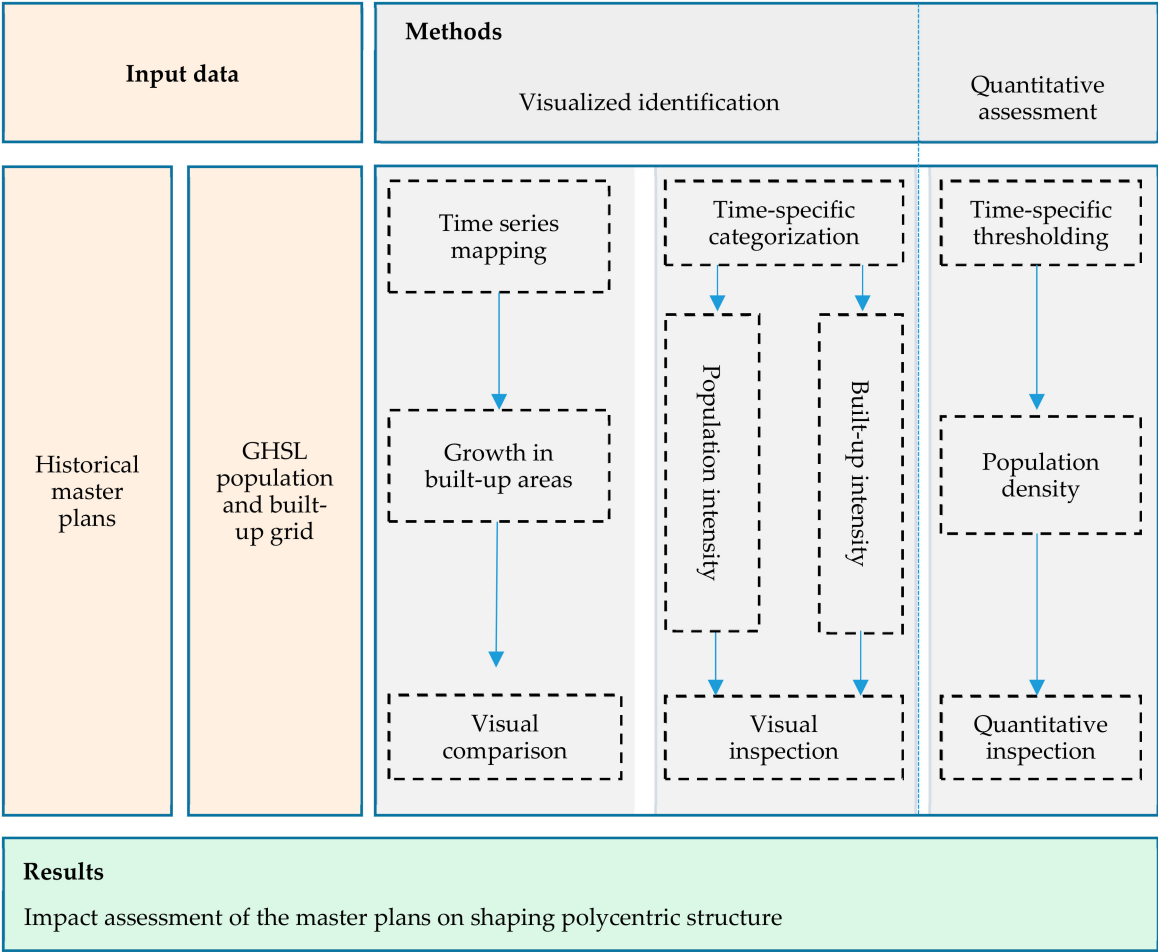 Input data
Methods
Visualized identification
Quantitative
assessment
Historical
master
plans
GHSL
population
and built-
up grid
Time series
mapping
Growth in
built-up areas
Visual
comparison
Time-specific
categorization
Population intensity
Built-up intensity
Visual
inspection
Time-specific
thresholding
Population
density
Quantitative
inspection
Results
Impact assessment of the master plans on shaping polycentric structure